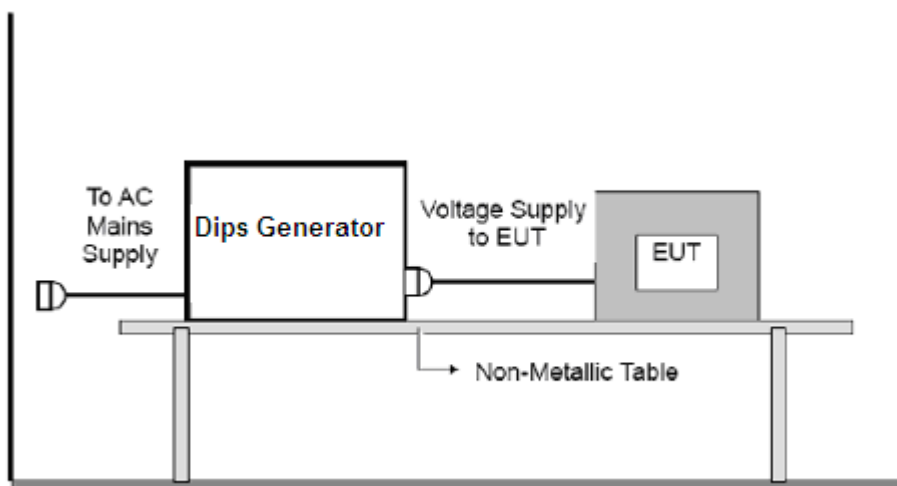 To AC
Mains
Supply
Dips Generator
Voltage Supply
to EUT
EUT
Non-Metallic Table